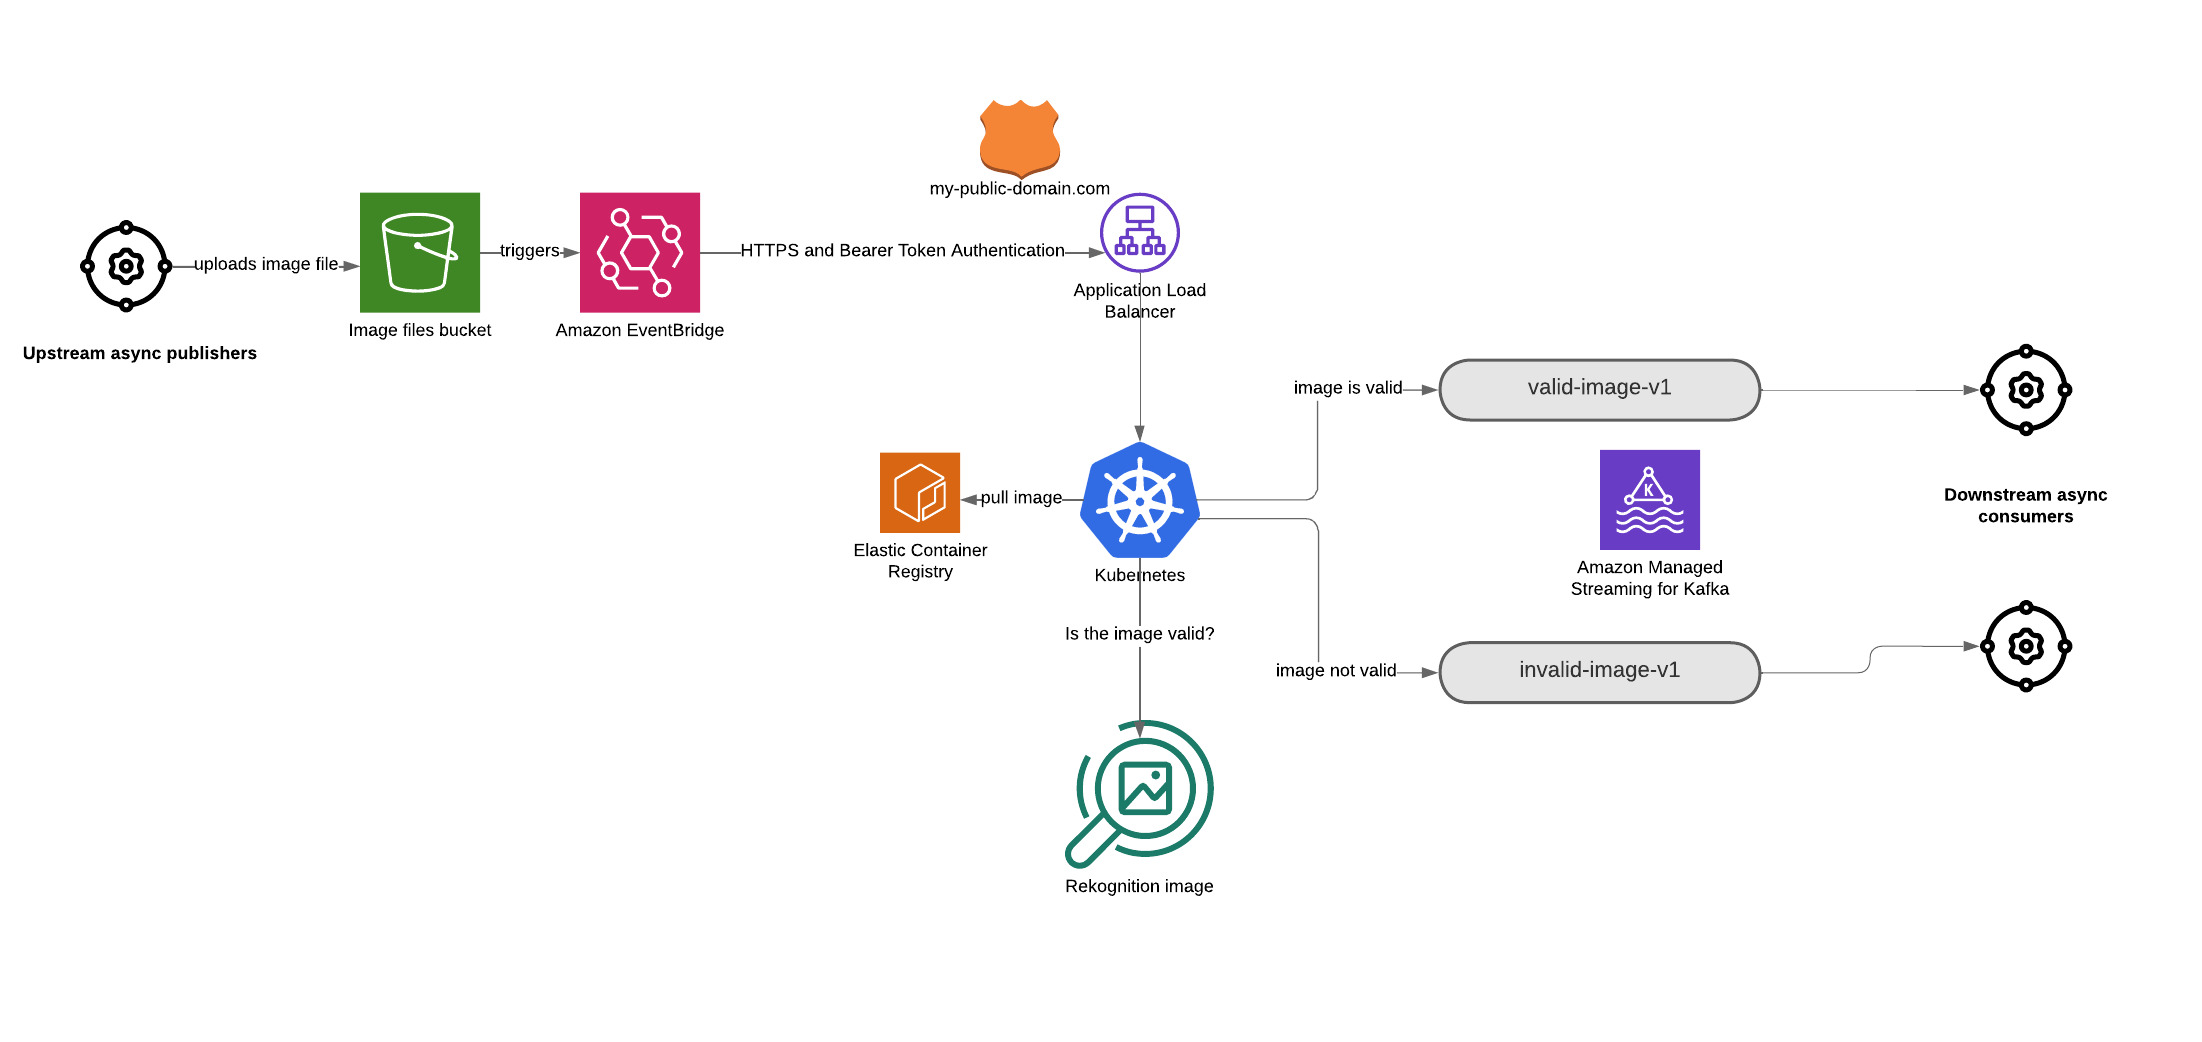 my-public-domain.com
uploads image file
triggers
HTTPS and Bearer Token Authentication
Upstream async publishers
Image files bucket
Amazon EventBridge
Application Load
Balancer
image is valid
valid-image-v1
pull image
Elastic Container
Registry
Kubernetes
K
Amazon Managed
Streaming for Kafka
Downstream async
consumers
Is the image valid?
image not valid
invalid-image-v1
Rekognition image